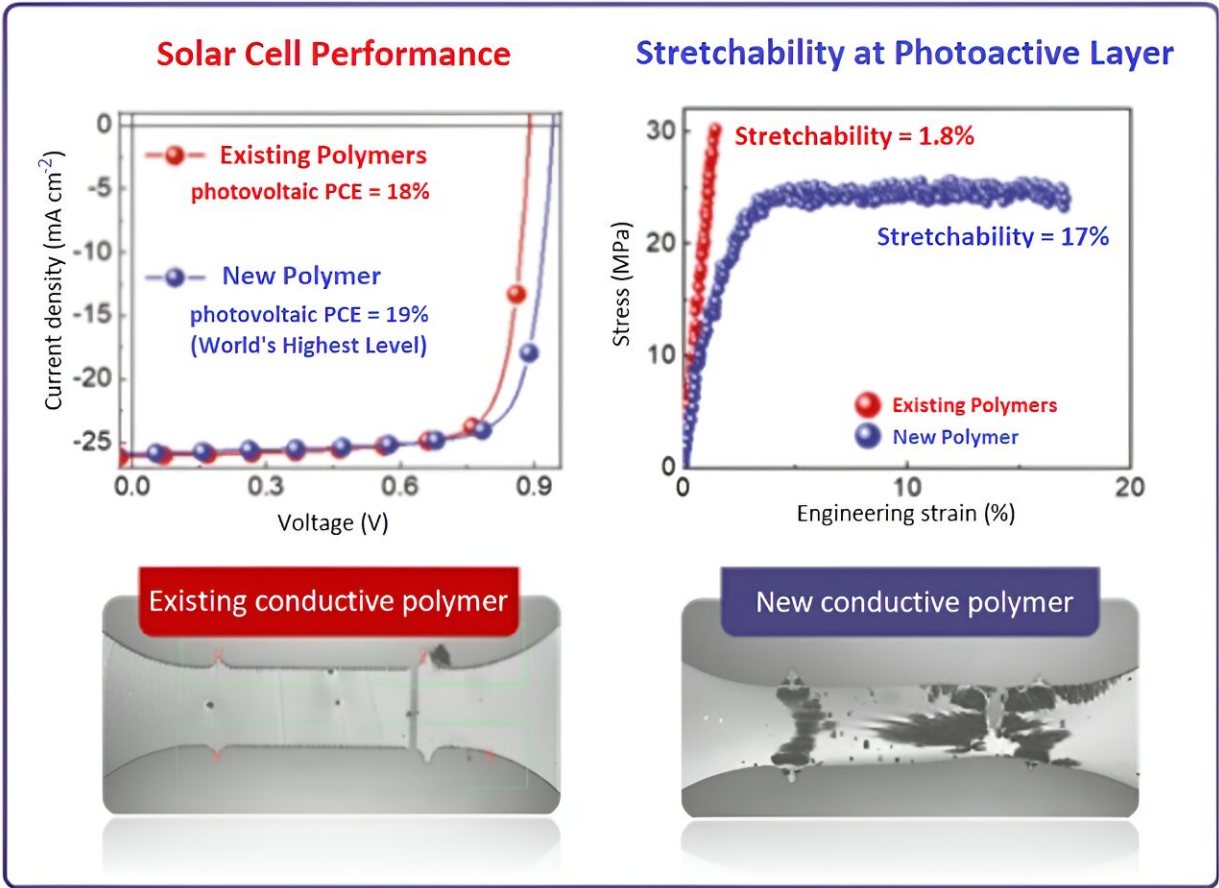 Solar Cell Performance
0
-5
-10
-15
-20
-25
Current density (mA cm-2)
Existing Polymers
photovoltaic PCE = 18%
New Polymer
photovoltaic PCE = 19%
(World's Highest Level)
0.0 0.3 0.6 0.9
Voltage (V)
Stretchability at Photoactive Layer
30
20
10
0
Stress (MPa)
Stretchability = 1.8%
Stretchability = 17%
Existing Polymers
New Polymer
0 10 20
Engineering strain (%)
Existing conductive polymer
New conductive polymer